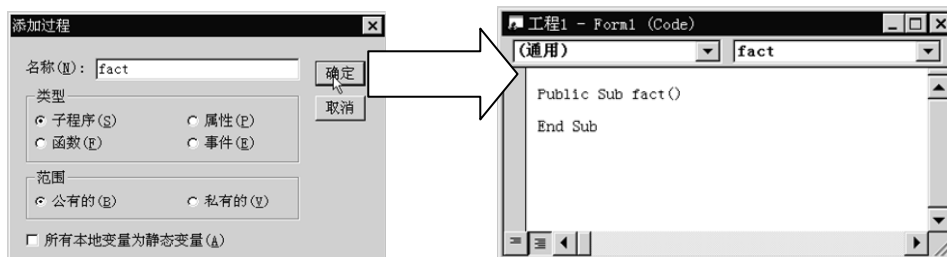 添加过程
名称(N): fact
确定
类型
取消
子程序(S) 属性(P)
函数(F) 事件(E)
范围
公有的(B) 私有的(V)
所有本地变量为静态变量(A)
工程1 - Form1 (Code)
(通用) fact
Public Sub fact()
End Sub